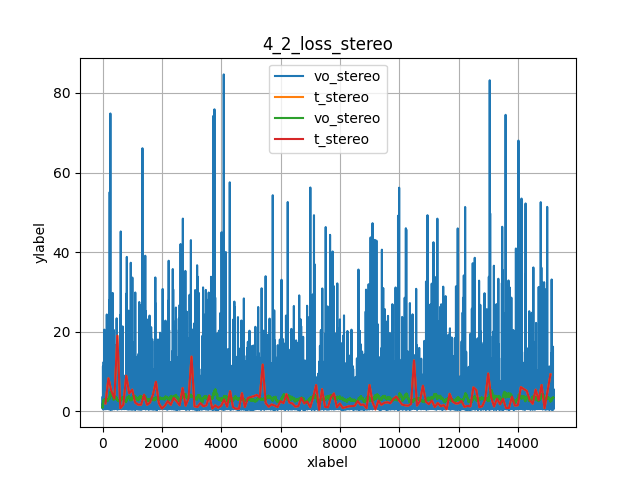 4_2_loss_stereo
vo_stereo
t_stereo
vo_stereo
t_stereo
ylabel
80
60
40
20
0
0 2000 4000 6000 8000 10000 12000 14000
xlabel